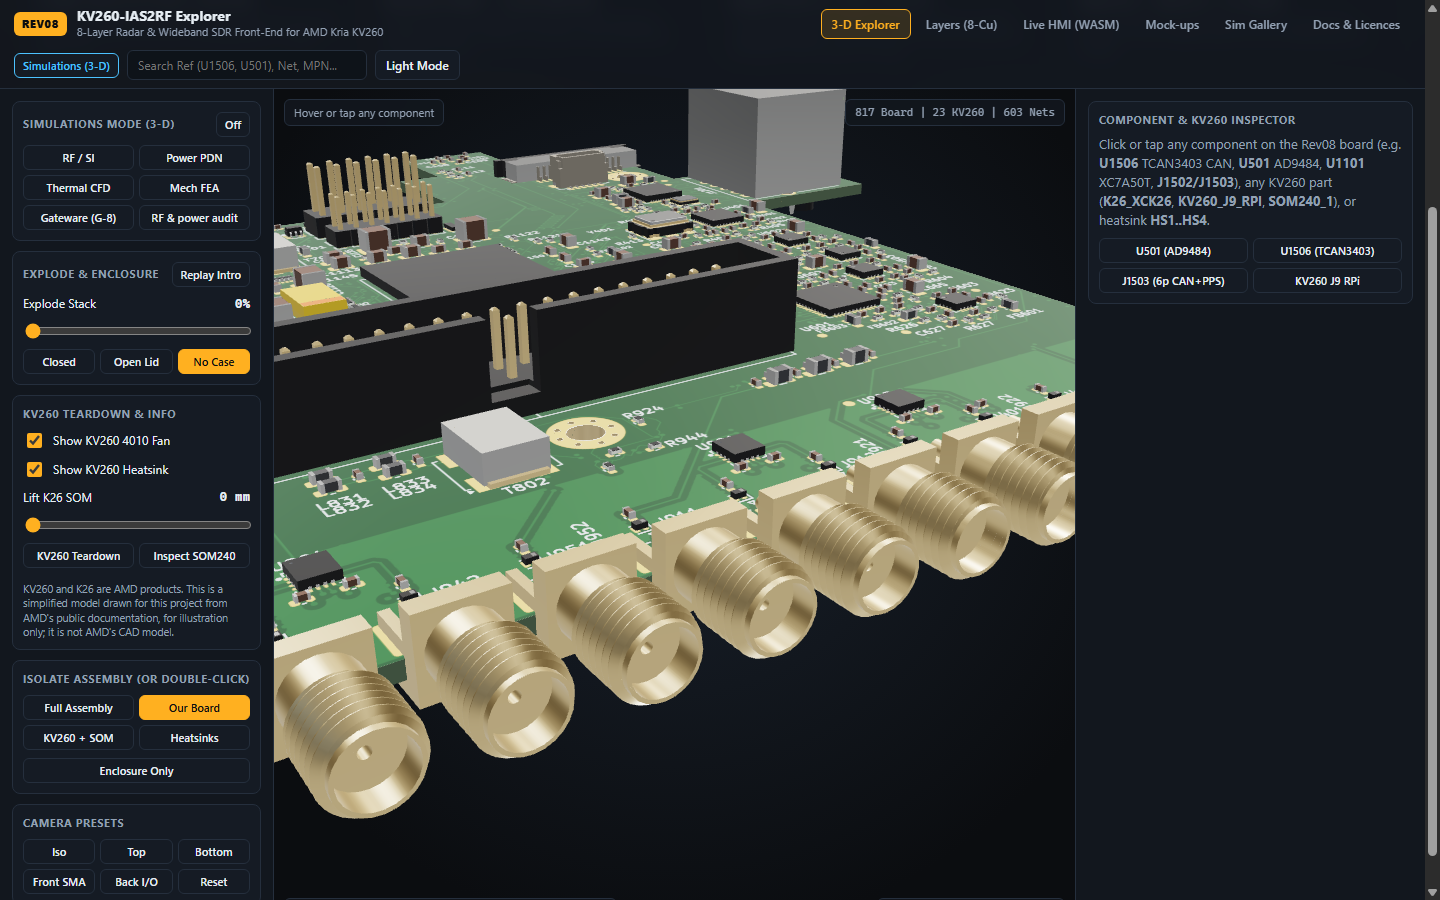 REV08
KV260-IAS2RF Explorer
8-Layer Radar & Wideband SDR Front-End for AMD Kria KV260
3-D Explorer
Layers (8-Cu)
Live HMI (WASM)
Mock-ups
Sim Gallery
Docs & Licences
Simulations (3-D)
Search Ref (U1506, U501), Net, MPN...
Light Mode
SIMULATIONS MODE (3-D)
Off
RF / SI
Power PDN
Thermal CFD
Mech FEA
Gateware (G-8)
RF & power audit
EXPLODE & ENCLOSURE
Replay Intro
Explode Stack
0%
Closed
Open Lid
No Case
KV260 TEARDOWN & INFO
Show KV260 4010 Fan
Show KV260 Heatsink
Lift K26 SOM
0 mm
KV260 Teardown
Inspect SOM240
KV260 and K26 are AMD products. This is a
simplified model drawn for this project from
AMD's public documentation, for illustration
only; it is not AMD's CAD model.
ISOLATE ASSEMBLY (OR DOUBLE-CLICK)
Full Assembly
Our Board
KV260 + SOM
Heatsinks
Enclosure Only
CAMERA PRESETS
Iso
Top
Bottom
Front SMA
Back I/O
Reset
Hover or tap any component
817 Board | 23 KV260 | 603 Nets
R924
R944
L831
L832
L833
L834
T802
COMPONENT & KV260 INSPECTOR
Click or tap any component on the Rev08 board (e.g.
U1506 TCAN3403 CAN, U501 AD9484, U1101
XC7A50T, J1502/J1503), any KV260 part
(K26_XCK26, KV260_J9_RPI, SOM240_1), or
heatsink HS1..HS4.
U501 (AD9484)
U1506 (TCAN3403)
J1503 (6p CAN+PPS)
KV260 J9 RPi